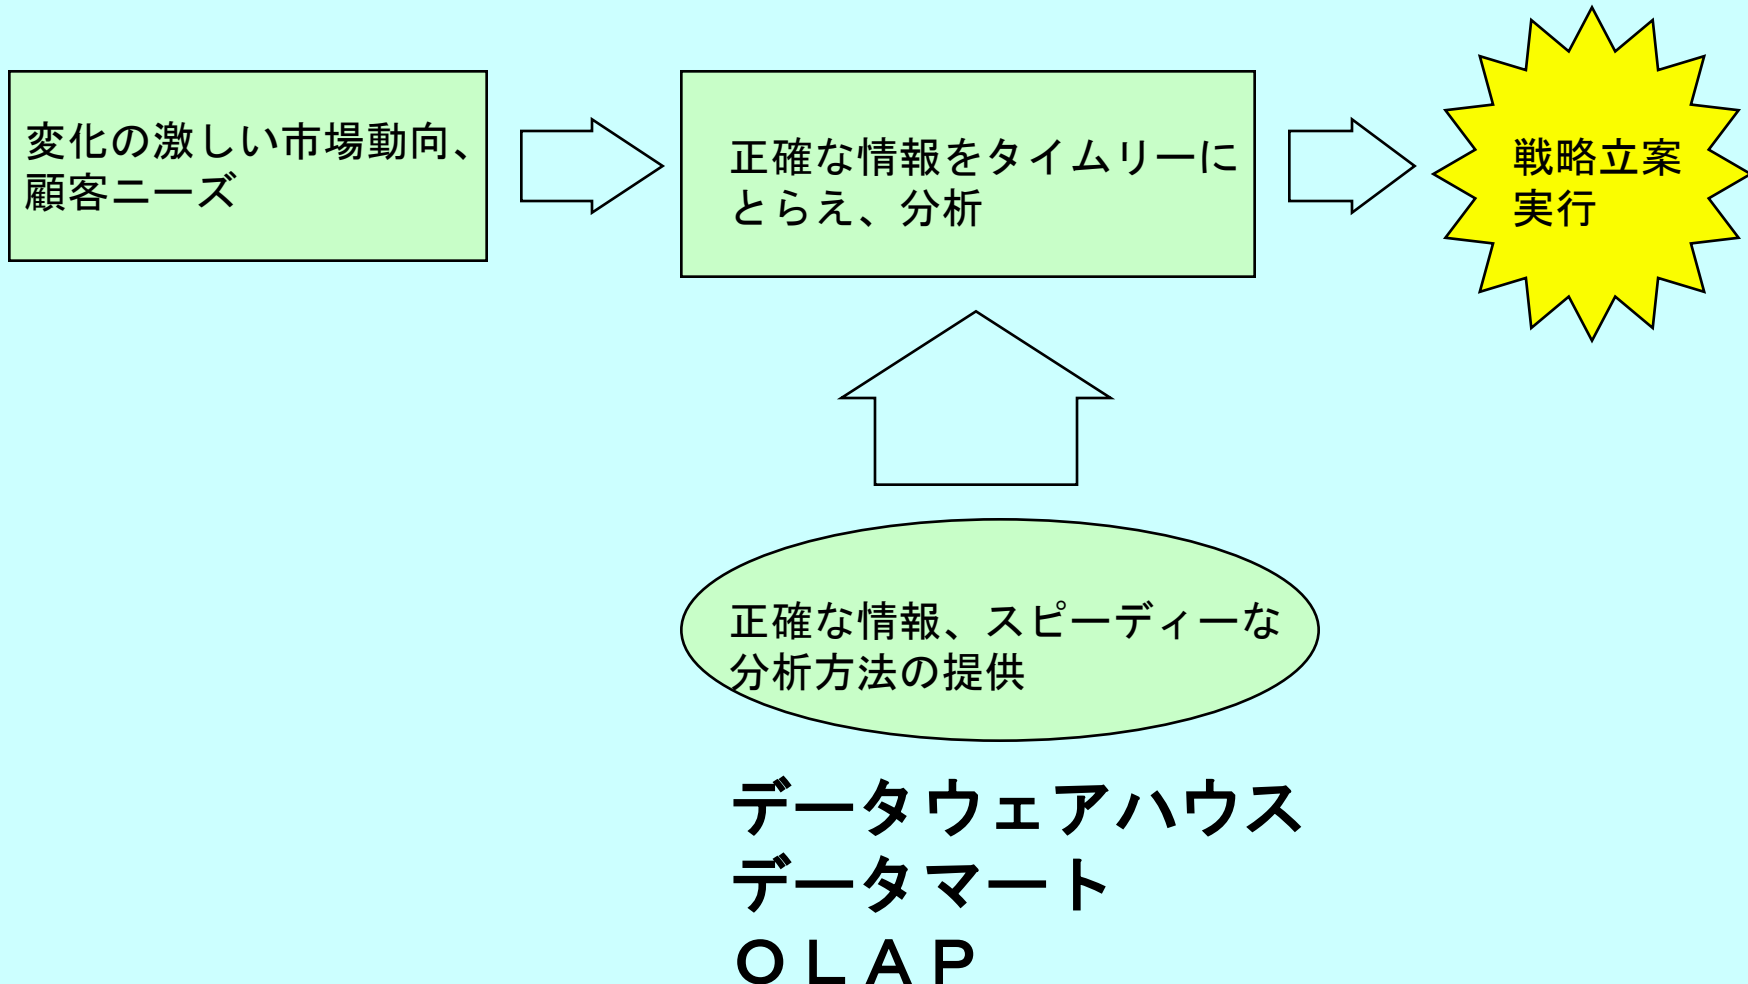 変化の激しい市場動向、
顧客ニーズ
正確な情報をタイムリーに
とらえ、分析
戦略立案
実行
正確な情報、スピーディーな
分析方法の提供
データウェアハウス
データマート
ＯＬＡＰ